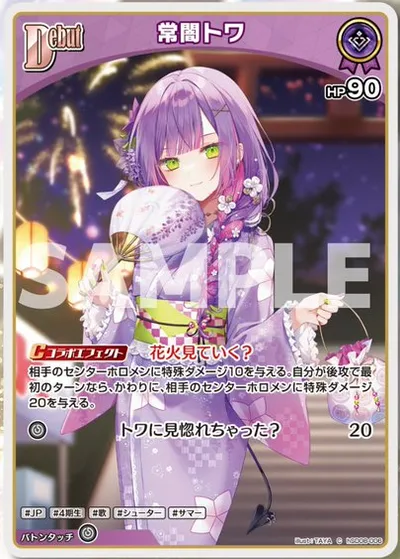 Debut
常闇トワ
HP90
SAMPLE
コラボエフェクト 花火見ていく?
相手のセンターホロメンに特殊ダメージ10を与える。自分が後攻で最
初のターンなら、かわりに、相手のセンターホロメンに特殊ダメージ
20を与える。
トワに見惚れちゃった? 20
#JP #4期生 #歌 #シューター #サマー
バトンタッチ
illust: TAYA C hSD08-006